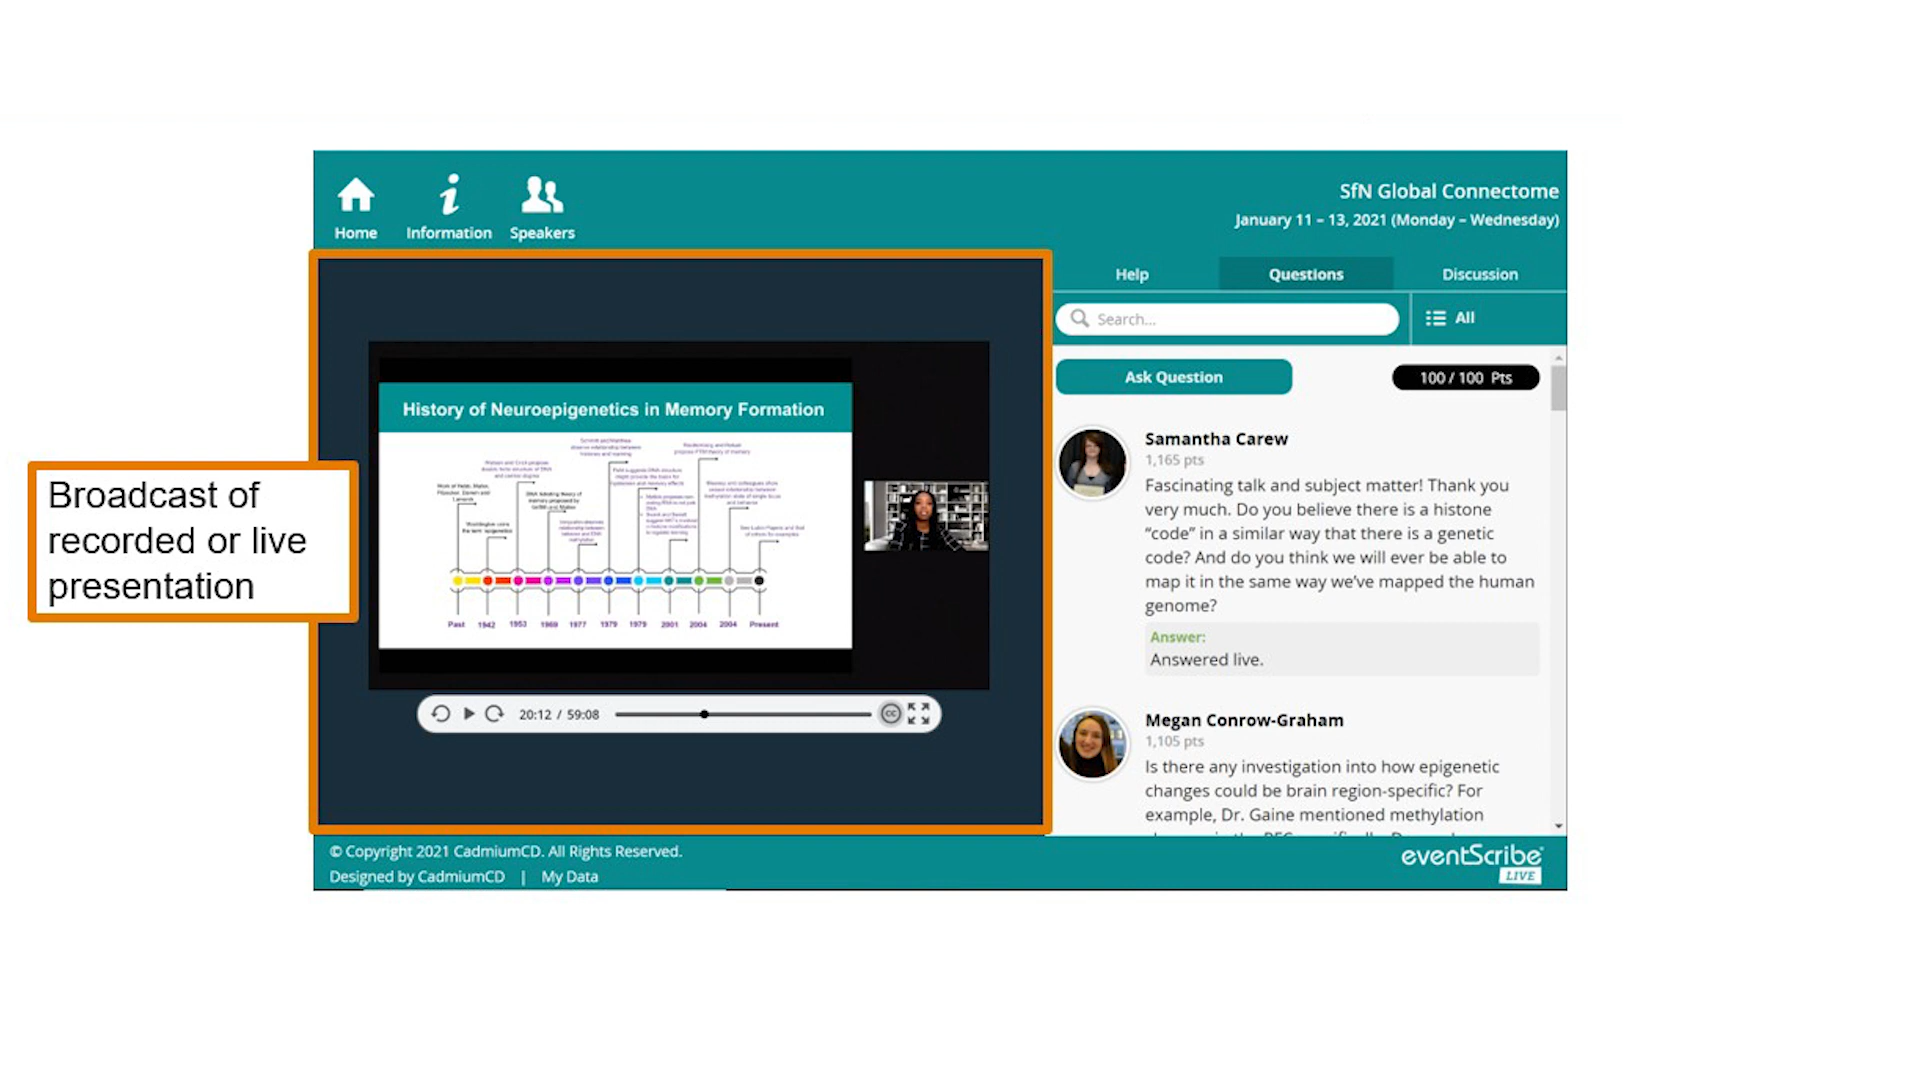 SfN Global Connectome
January 11 – 13, 2021 (Monday – Wednesday)
Home
Information
Speakers
Help
Questions
Discussion
Search...
All
Ask Question
100 / 100 Pts
Broadcast of
recorded or live
presentation
History of Neuroepigenetics in Memory Formation
Past 1942 1953 1969 1977 1979 1979 2001 2004 2004 Present
20:12 / 59:08
CC
Samantha Carew
1,165 pts
Fascinating talk and subject matter! Thank you
very much. Do you believe there is a histone
“code” in a similar way that there is a genetic
code? And do you think we will ever be able to
map it in the same way we’ve mapped the human
genome?
Answer:
Answered live.
Megan Conrow-Graham
1,105 pts
Is there any investigation into how epigenetic
changes could be brain region-specific? For
example, Dr. Gaine mentioned methylation
© Copyright 2021 CadmiumCD. All Rights Reserved.
Designed by CadmiumCD | My Data
eventScribe
LIVE